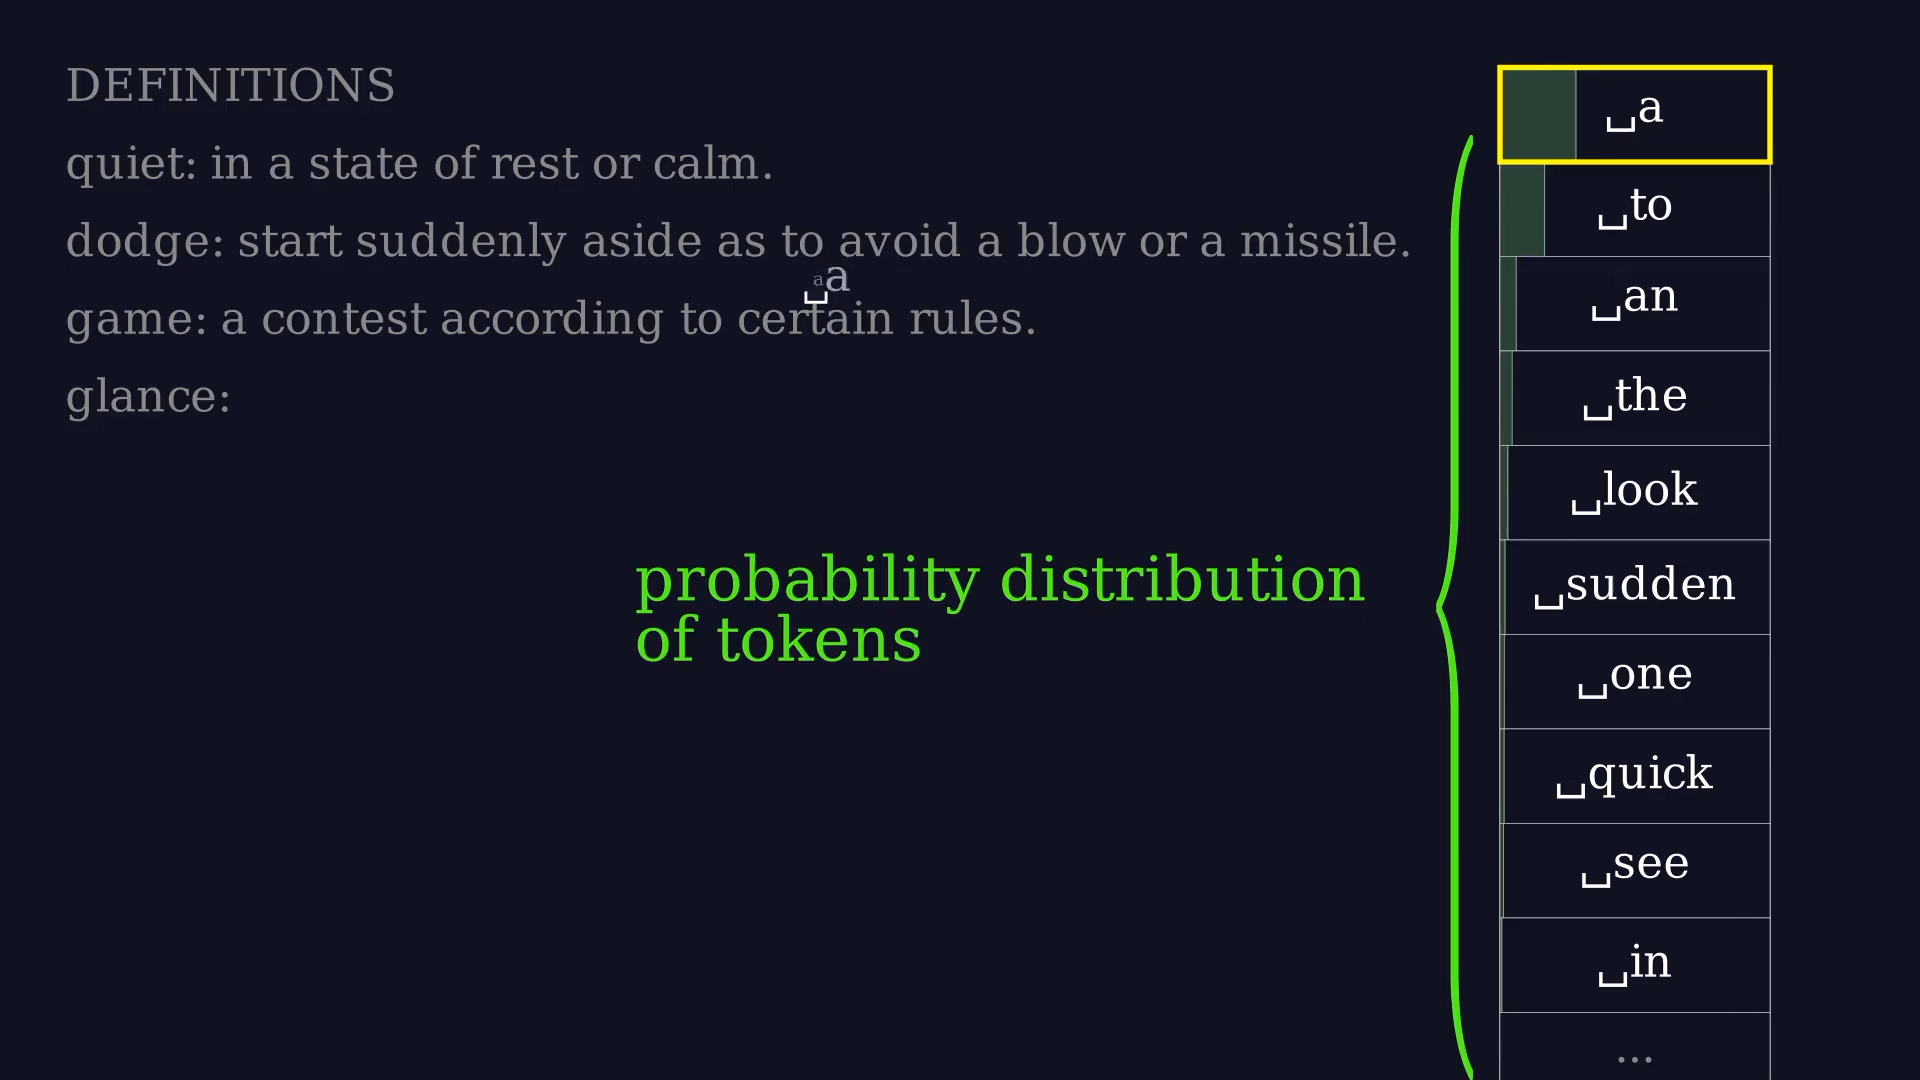 DEFINITIONS
quiet: in a state of rest or calm.
dodge: start suddenly aside as to avoid a blow or a missile.
␣a
game: a contest according to certain rules.
glance:
probability distribution
of tokens
␣a
␣to
␣an
␣the
␣look
␣sudden
␣one
␣quick
␣see
␣in
...